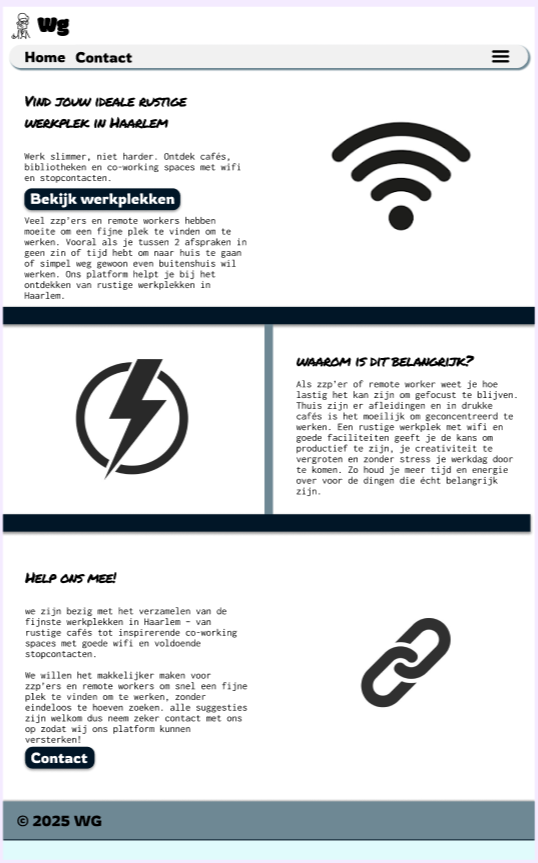 Wg
Home Contact
Vind jouw ideale rustige
werkplek in Haarlem
Werk slimmer, niet harder. Ontdek cafés,
bibliotheken en co-working spaces met wifi
en stopcontacten.
Bekijk werkplekken
Veel zzp'ers en remote workers hebben
moeite om een fijne plek te vinden om te
werken. Vooral als je tussen 2 afspraken in
geen zin of tijd hebt om naar huis te gaan
of simpel weg gewoon even buitenshuis wil
werken. Ons platform helpt je bij het
ontdekken van rustige werkplekken in
Haarlem.
waarom is dit belangrijk?
Als zzp'er of remote worker weet je hoe
lastig het kan zijn om gefocust te blijven.
Thuis zijn er afleidingen en in drukke
cafés is het moeilijk om geconcentreerd te
werken. Een rustige werkplek met wifi en
goede faciliteiten geeft je de kans om
productief te zijn, je creativiteit te
vergroten en zonder stress je werkdag door
te komen. Zo houd je meer tijd en energie
over voor de dingen die écht belangrijk
zijn.
Help ons mee!
we zijn bezig met het verzamelen van de
fijnste werkplekken in Haarlem – van
rustige cafés tot inspirerende co-working
spaces met goede wifi en voldoende
stopcontacten.
We willen het makkelijker maken voor
zzp'ers en remote workers om snel een fijne
plek te vinden om te werken, zonder
eindeloos te hoeven zoeken. alle suggesties
zijn welkom dus neem zeker contact met ons
op zodat wij ons platform kunnen
versterken!
Contact
© 2025 WG